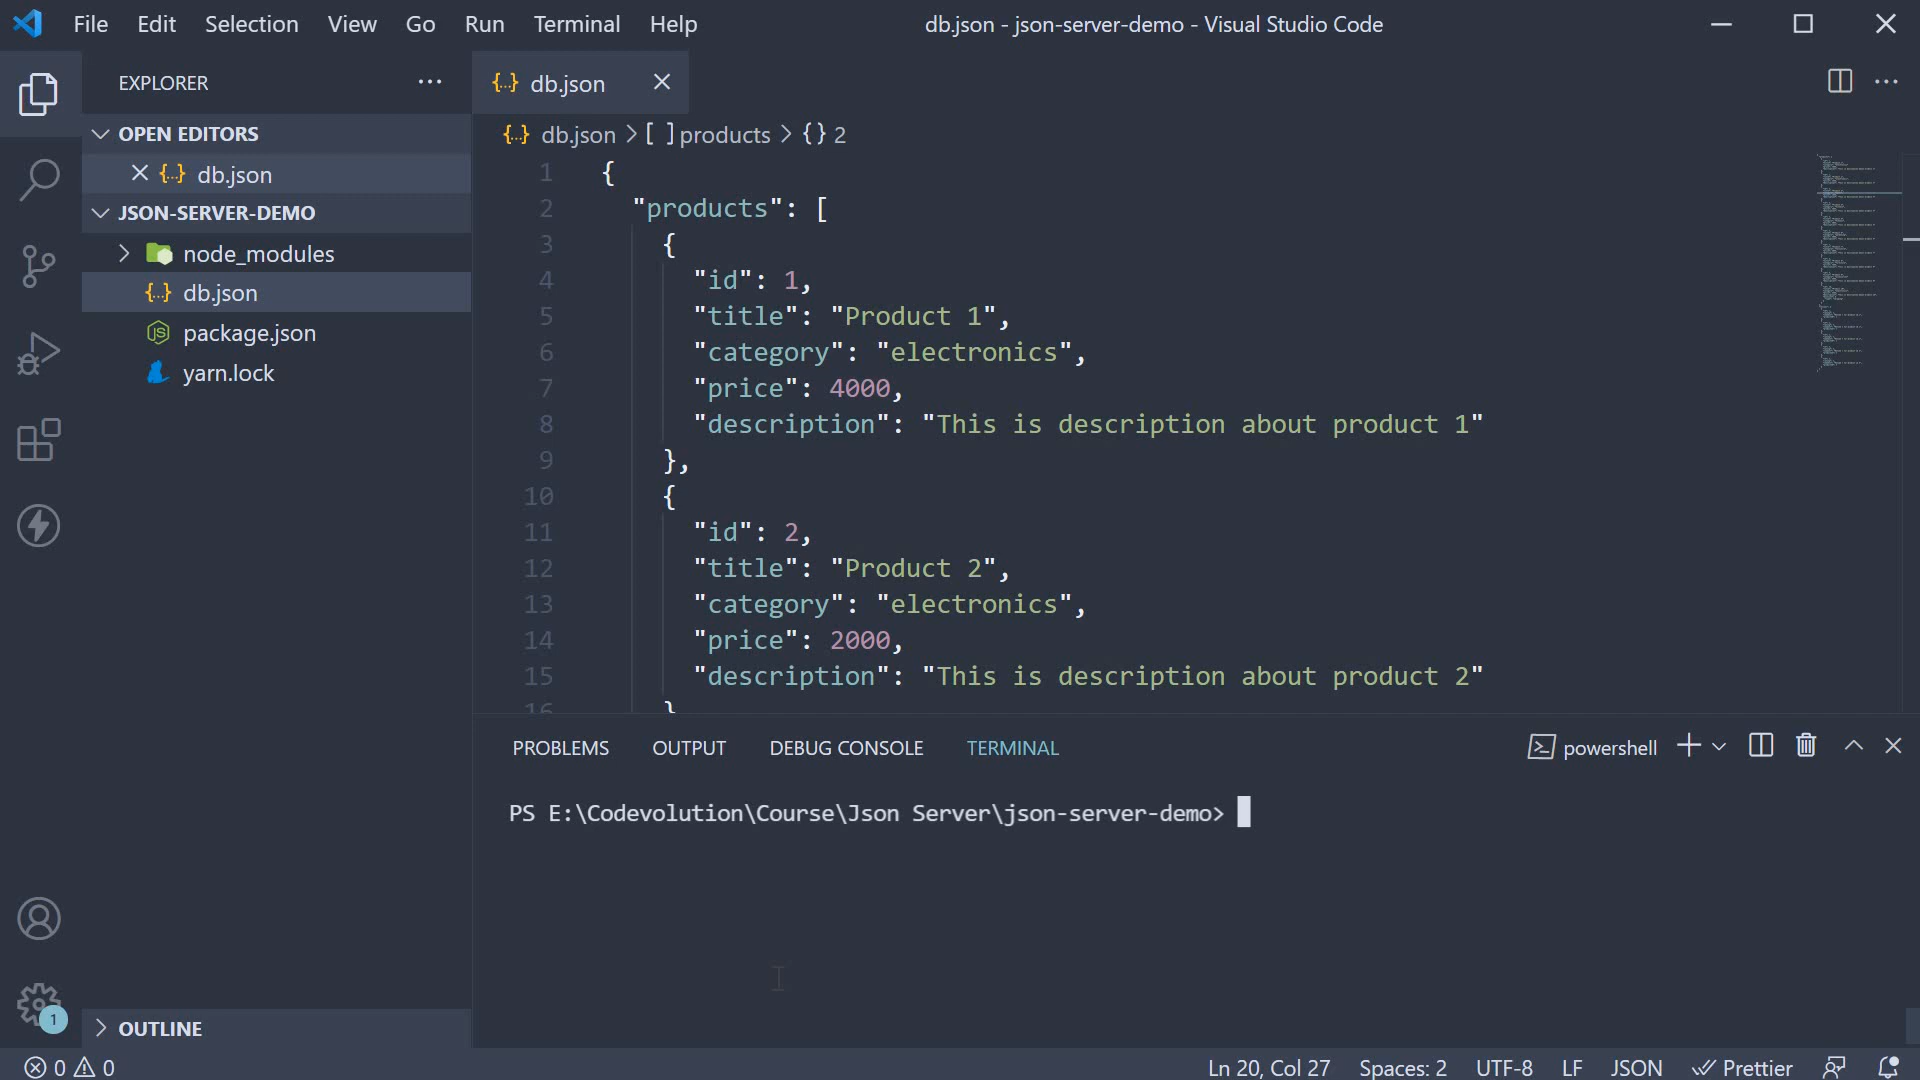 File Edit Selection View Go Run Terminal Help
db.json - json-server-demo - Visual Studio Code
EXPLORER
OPEN EDITORS
db.json
JSON-SERVER-DEMO
node_modules
db.json
package.json
yarn.lock
OUTLINE
db.json
db.json > [ ] products > {} 2
1 {
2 "products": [
3 {
4 "id": 1,
5 "title": "Product 1",
6 "category": "electronics",
7 "price": 4000,
8 "description": "This is description about product 1"
9 },
10 {
11 "id": 2,
12 "title": "Product 2",
13 "category": "electronics",
14 "price": 2000,
15 "description": "This is description about product 2"
16 }
PROBLEMS OUTPUT DEBUG CONSOLE TERMINAL
powershell
PS E:\Codevolution\Course\Json Server\json-server-demo>
1
0 0
Ln 20, Col 27 Spaces: 2 UTF-8 LF JSON Prettier